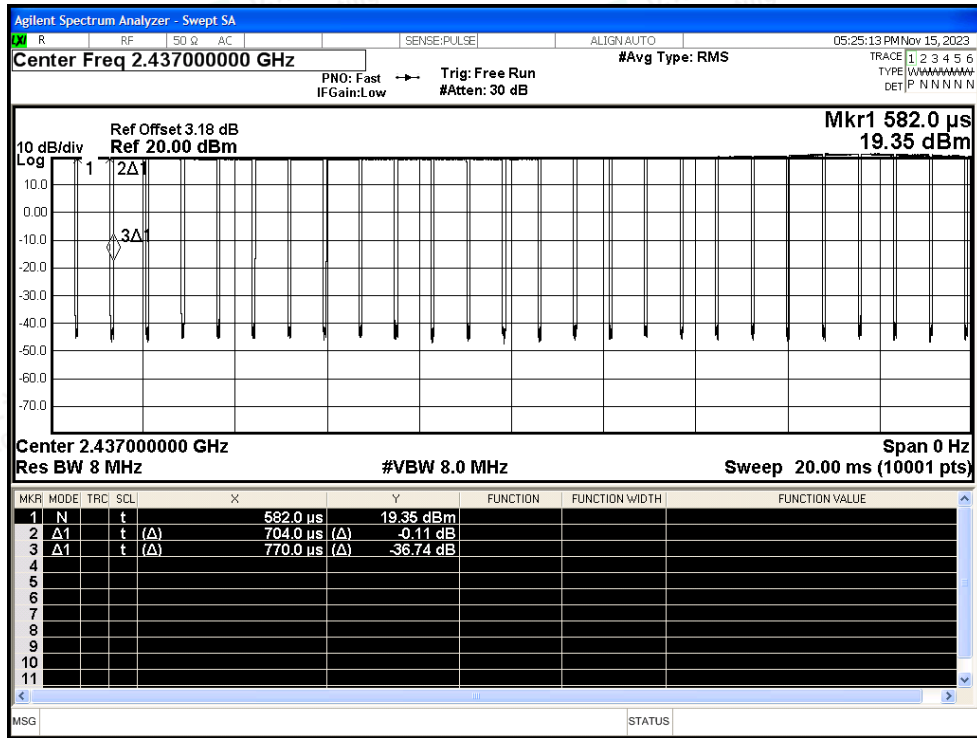 Agilent Spectrum Analyzer - Swept SA
LXI R RF 50 Ω AC SENSE:PULSE ALIGN AUTO 05:25:13 PM Nov 15, 2023
Center Freq 2.437000000 GHz
#Avg Type: RMS
TRACE 1 2 3 4 5 6
PNO: Fast Trig: Free Run
TYPE WWWWWW
IFGain:Low #Atten: 30 dB
DET P N N N N N
Mkr1 582.0 µs
Ref Offset 3.18 dB
19.35 dBm
10 dB/div Ref 20.00 dBm
Log
1 2Δ1
10.0
0.00
-10.0 3Δ1
-20.0
-30.0
-40.0
-50.0
-60.0
-70.0
Center 2.437000000 GHz Span 0 Hz
Res BW 8 MHz #VBW 8.0 MHz Sweep 20.00 ms (10001 pts)
MKR MODE TRC SCL X Y FUNCTION FUNCTION WIDTH FUNCTION VALUE
1 N t 582.0 µs 19.35 dBm
2 Δ1 t (Δ) 704.0 µs (Δ) -0.11 dB
3 Δ1 t (Δ) 770.0 µs (Δ) -36.74 dB
4
5
6
7
8
9
10
11
MSG STATUS